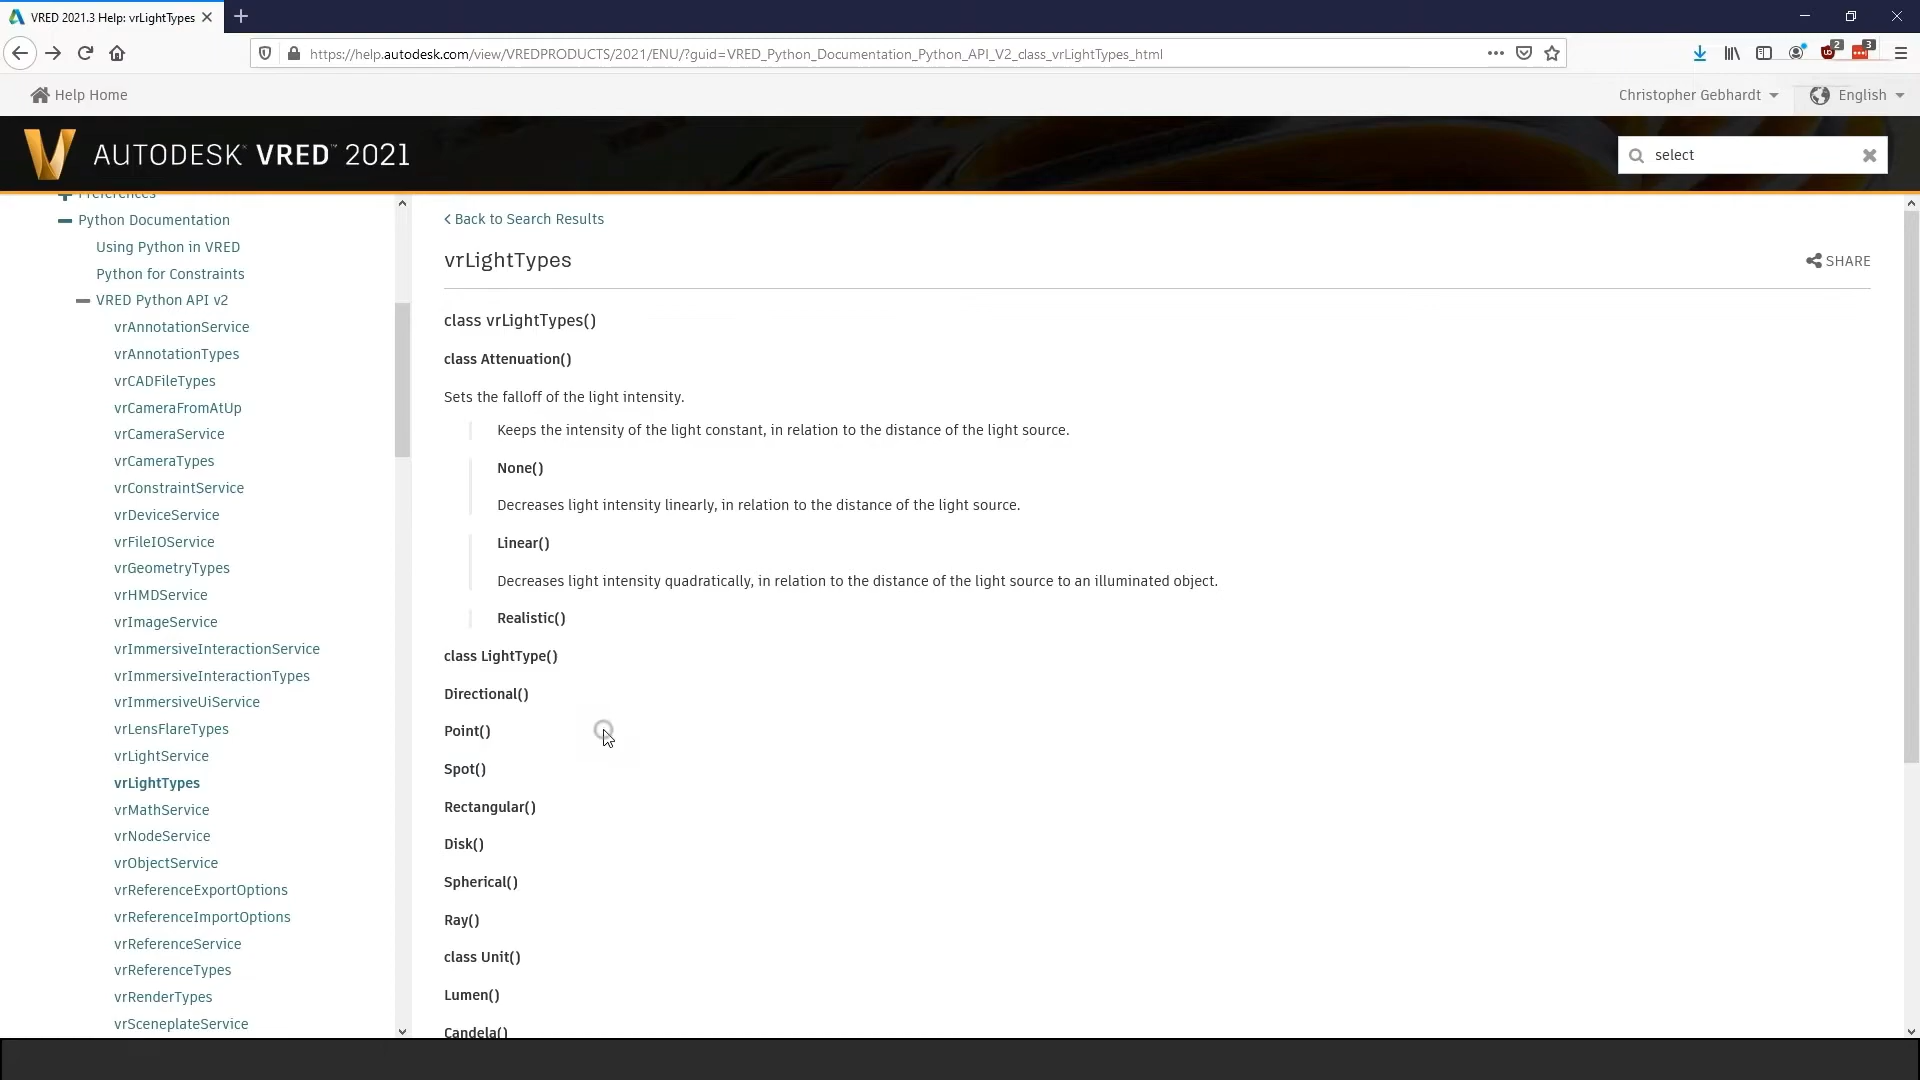 VRED 2021.3 Help: vrLightTypes
https://help.autodesk.com/view/VREDPRODUCTS/2021/ENU/?guid=VRED_Python_Documentation_Python_API_V2_class_vrLightTypes_html
2
3
Help Home
Christopher Gebhardt
English
AUTODESK VRED 2021
select
Preferences
Python Documentation
Using Python in VRED
Python for Constraints
VRED Python API v2
vrAnnotationService
vrAnnotationTypes
vrCADFileTypes
vrCameraFromAtUp
vrCameraService
vrCameraTypes
vrConstraintService
vrDeviceService
vrFileIOService
vrGeometryTypes
vrHMDService
vrImageService
vrImmersiveInteractionService
vrImmersiveInteractionTypes
vrImmersiveUiService
vrLensFlareTypes
vrLightService
vrLightTypes
vrMathService
vrNodeService
vrObjectService
vrReferenceExportOptions
vrReferenceImportOptions
vrReferenceService
vrReferenceTypes
vrRenderTypes
vrSceneplateService
< Back to Search Results
vrLightTypes
SHARE
class vrLightTypes()
class Attenuation()
Sets the falloff of the light intensity.
Keeps the intensity of the light constant, in relation to the distance of the light source.
None()
Decreases light intensity linearly, in relation to the distance of the light source.
Linear()
Decreases light intensity quadratically, in relation to the distance of the light source to an illuminated object.
Realistic()
class LightType()
Directional()
Point()
Spot()
Rectangular()
Disk()
Spherical()
Ray()
class Unit()
Lumen()
Candela()